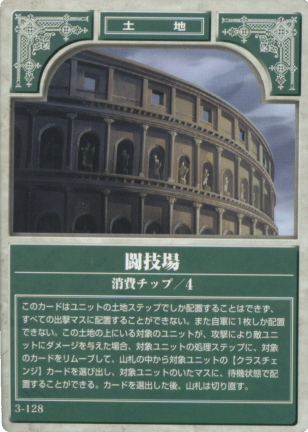 土地
闘技場
消費チップ／4
このカードはユニットの土地ステップでしか配置することはできず、
すべての出撃マスに配置することができない。また自軍に1枚しか配置
できない。この土地の上にいる対象のユニットが、攻撃により敵ユ
ニットにダメージを与えた場合、対象ユニットの処理ステップに、対象
のカードをリムーブして、山札の中から対象ユニットの【クラスチェ
ンジ】カードを選び出し、対象ユニットのいたマスに、待機状態で配
置することができる。カードを選出した後、山札は切り直す。
3-128